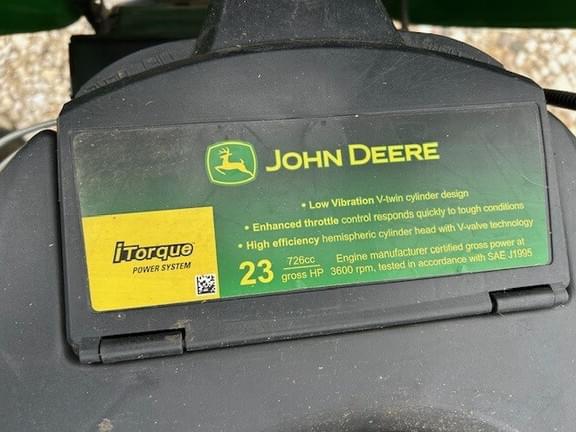 JOHN DEERE
• Low Vibration V-twin cylinder design
• Enhanced throttle control responds quickly to tough conditions
• High efficiency hemispheric cylinder head with V-valve technology
iTorque
POWER SYSTEM
23 726cc
gross HP
Engine manufacturer certified gross power at
3600 rpm, tested in accordance with SAE J1995